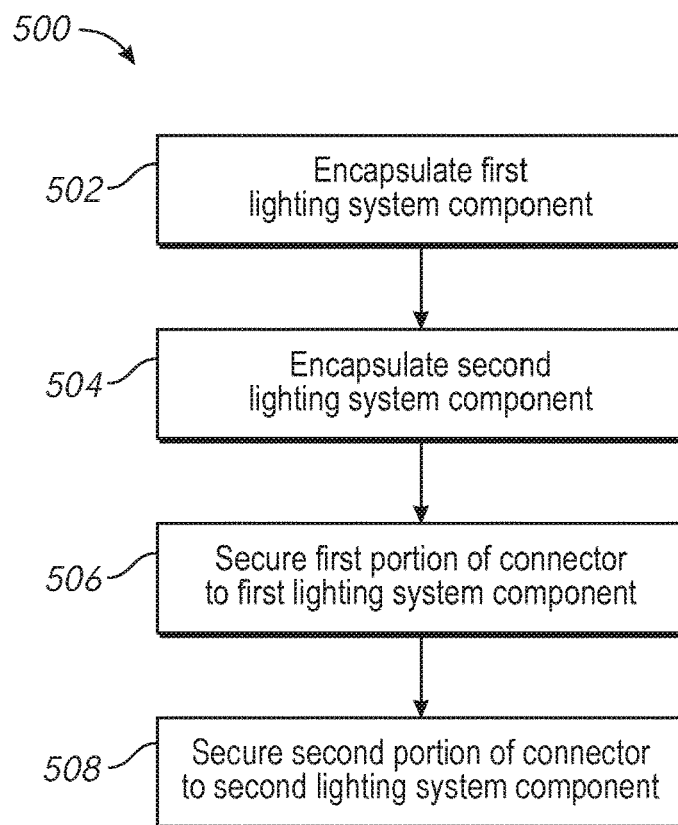 500
502
Encapsulate first
lighting system component
504
Encapsulate second
lighting system component
506
Secure first portion of connector
to first lighting system component
508
Secure second portion of connector
to second lighting system component